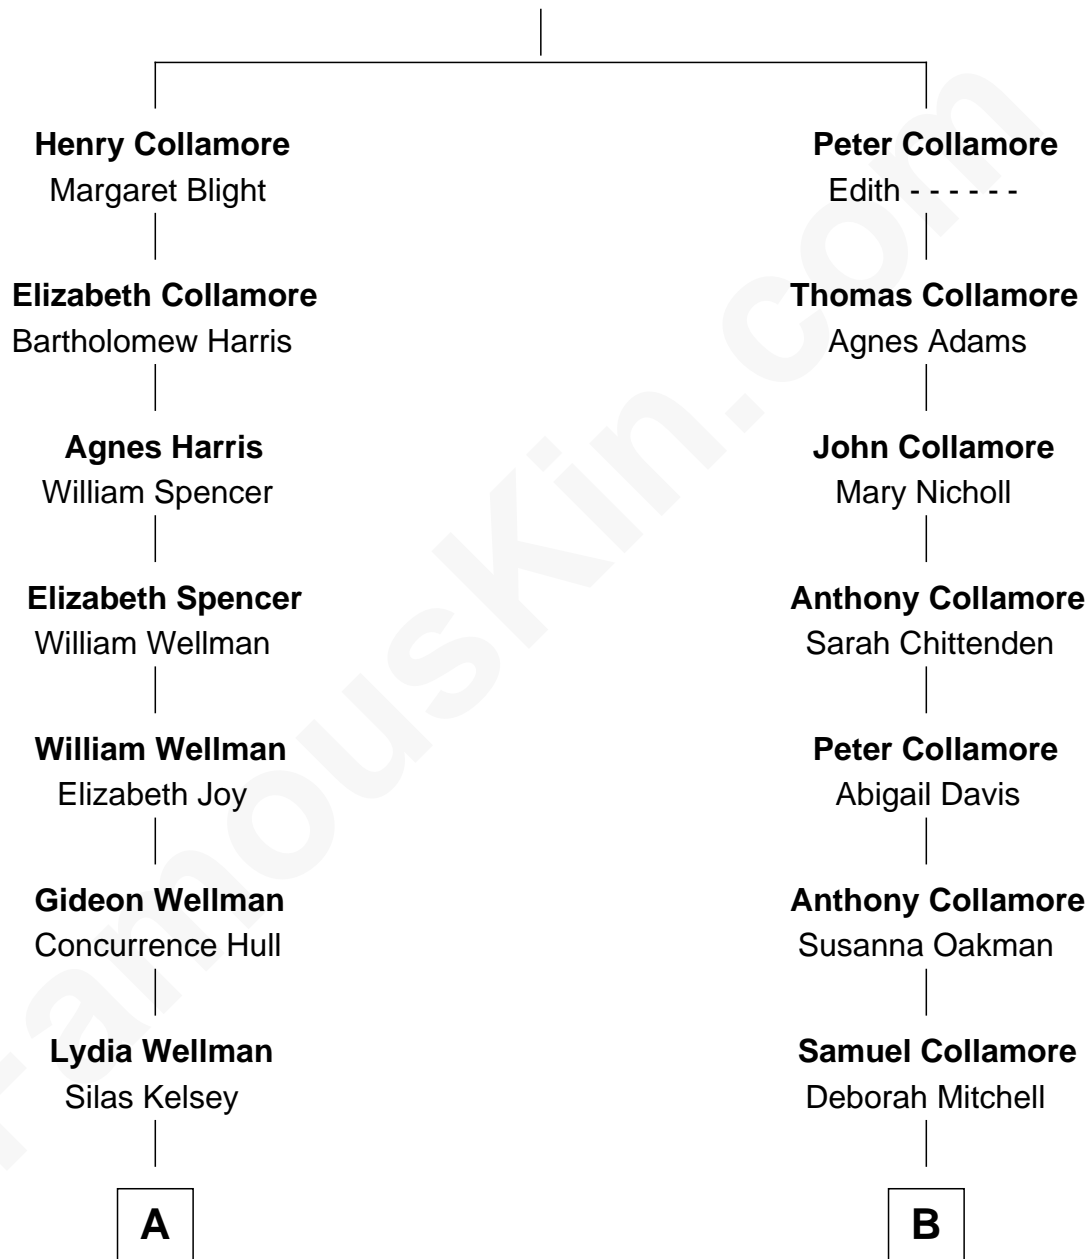 Henry Collamore
Margaret Blight
Elizabeth Collamore
Bartholomew Harris
Agnes Harris
William Spencer
Elizabeth Spencer
William Wellman
William Wellman
Elizabeth Joy
Gideon Wellman
Concurrence Hull
Lydia Wellman
Silas Kelsey
A
Peter Collamore
Edith - - - - - -
Thomas Collamore
Agnes Adams
John Collamore
Mary Nicholl
Anthony Collamore
Sarah Chittenden
Peter Collamore
Abigail Davis
Anthony Collamore
Susanna Oakman
Samuel Collamore
Deborah Mitchell
B
FamousKin.com